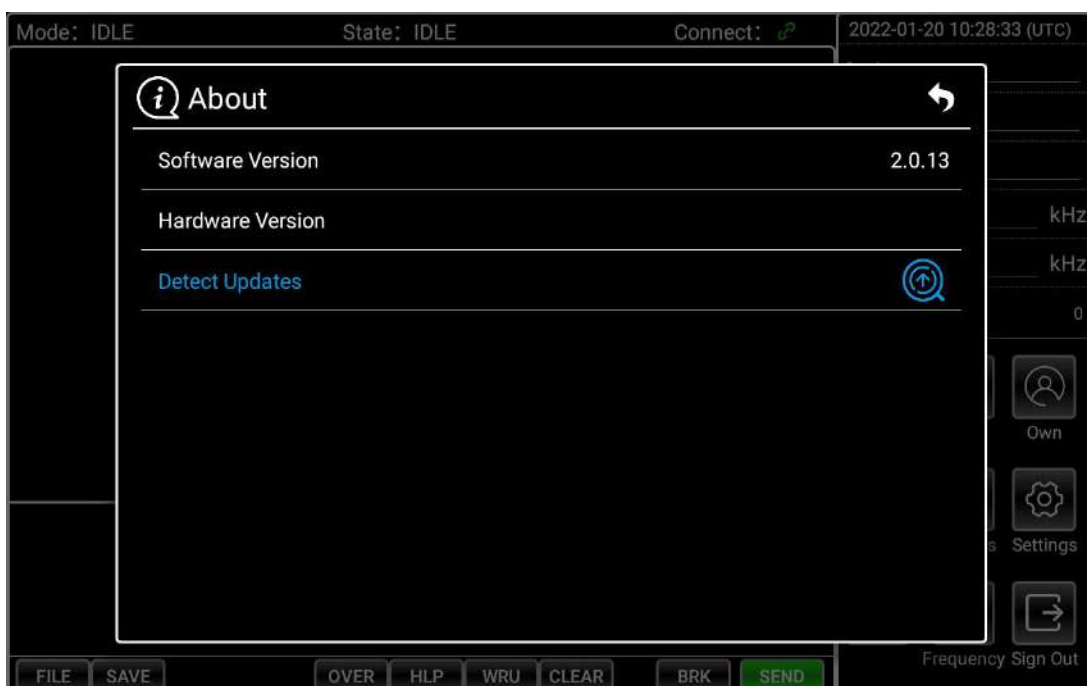 Mode: IDLE State: IDLE Connect: 2022-01-20 10:28:33 (UTC)
About
Software Version 2.0.13
Hardware Version
kHz
Detect Updates
kHz
0
Own
s Settings
Frequency Sign Out
FILE SAVE OVER HLP WRU CLEAR BRK SEND